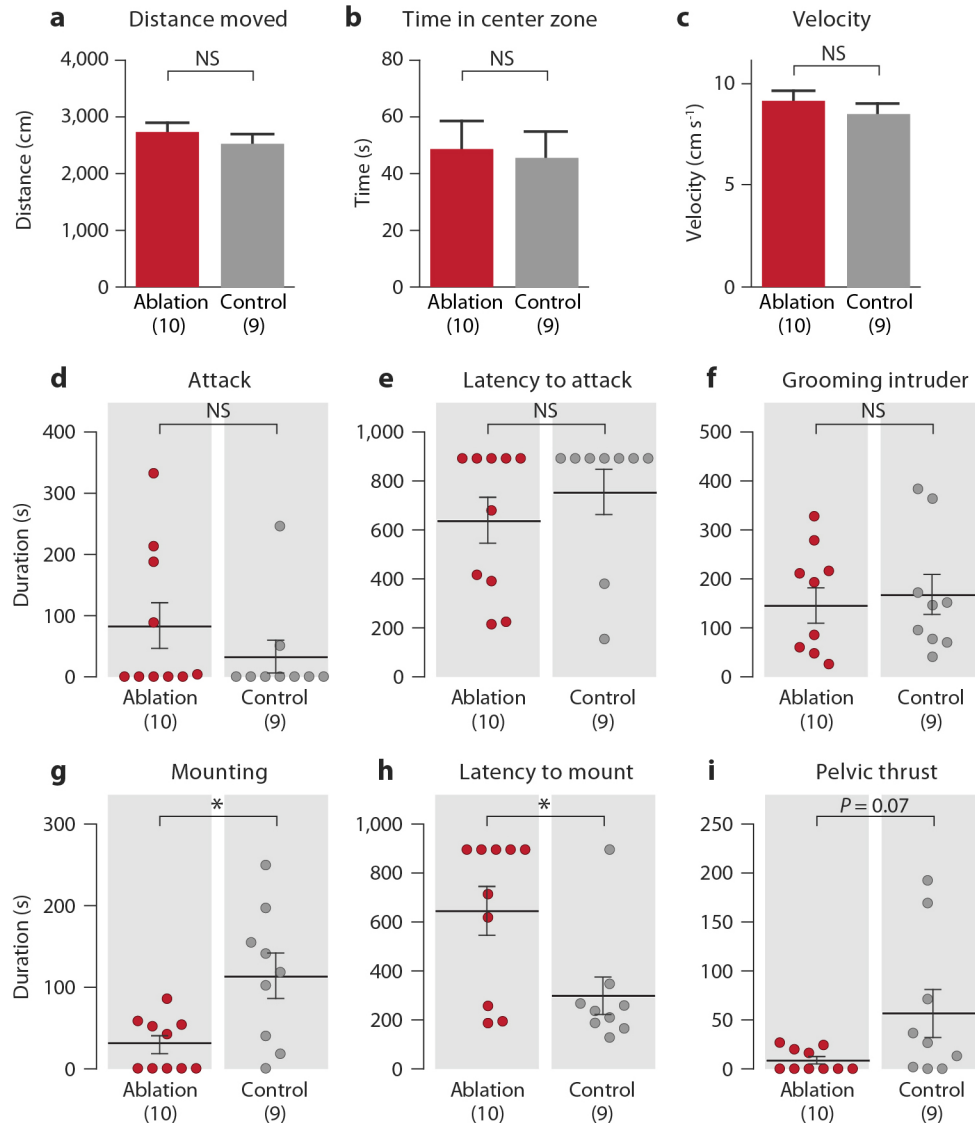 a Distance moved
NS
4,000
3,000
2,000
1,000
0
Distance (cm)
Ablation
(10)
Control
(9)
b Time in center zone
NS
80
60
40
20
0
Time (s)
Ablation
(10)
Control
(9)
c Velocity
NS
10
5
0
Velocity (cm s⁻¹)
Ablation
(10)
Control
(9)
d Attack
NS
400
300
200
100
0
Duration (s)
Ablation
(10)
Control
(9)
e Latency to attack
NS
1,000
800
600
400
200
0
Ablation
(10)
Control
(9)
f Grooming intruder
NS
500
400
300
200
100
0
Ablation
(10)
Control
(9)
g Mounting
*
300
200
100
0
Duration (s)
Ablation
(10)
Control
(9)
h Latency to mount
*
1,000
800
600
400
200
0
Ablation
(10)
Control
(9)
i Pelvic thrust
P = 0.07
250
200
150
100
50
0
Ablation
(10)
Control
(9)